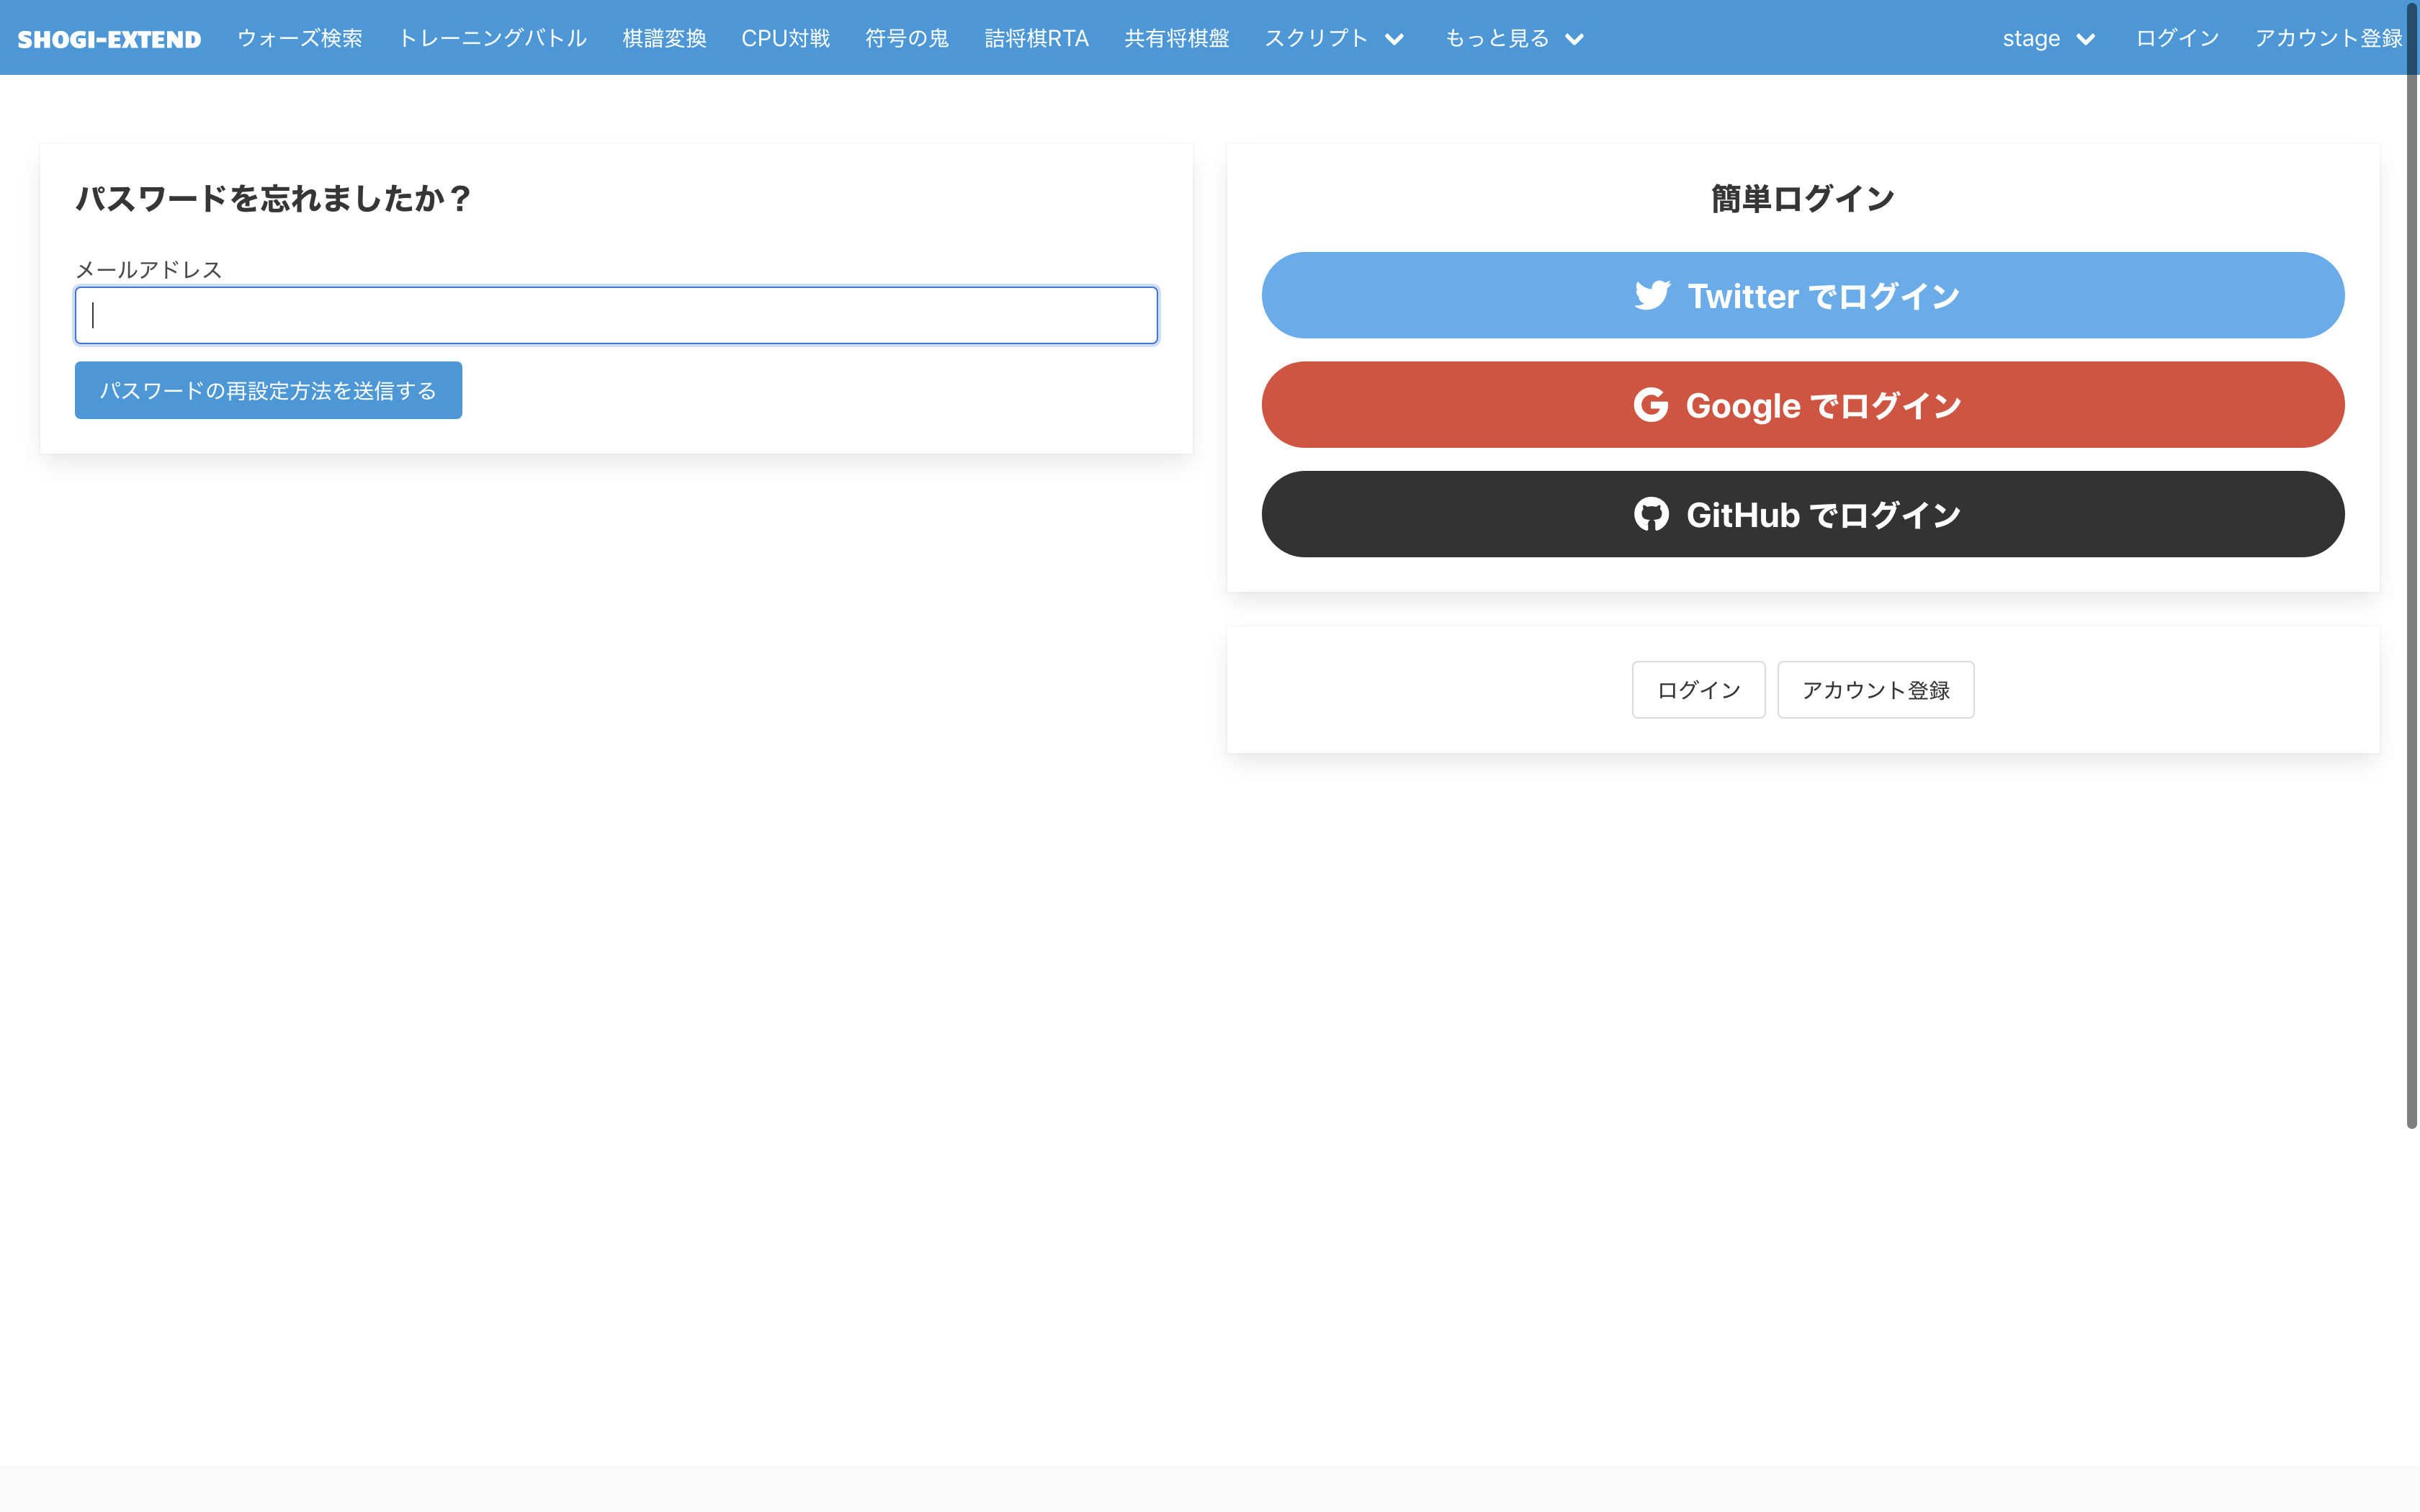 SHOGI-EXTEND ウォーズ検索 トレーニングバトル 棋譜変換 CPU対戦 符号の鬼 詰将棋RTA 共有将棋盤 スクリプト もっと見る stage ログイン アカウント登録
パスワードを忘れましたか？
メールアドレス
パスワードの再設定方法を送信する
簡単ログイン
Twitter でログイン
Google でログイン
GitHub でログイン
ログイン アカウント登録